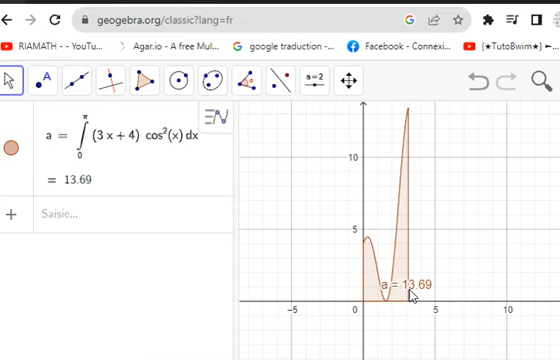 geogebra.org/classic?lang=fr
RIAMATH - - YouTu...
Agar.io - A free Mul...
google traduction -...
Facebook - Connexi...
(★TutoBwim★) -...
A
a=2
a = ∫₀^π (3 x + 4) cos²(x) dx
= 13.69
Saisie...
10
5
a = 13.69
−5
0
5
10